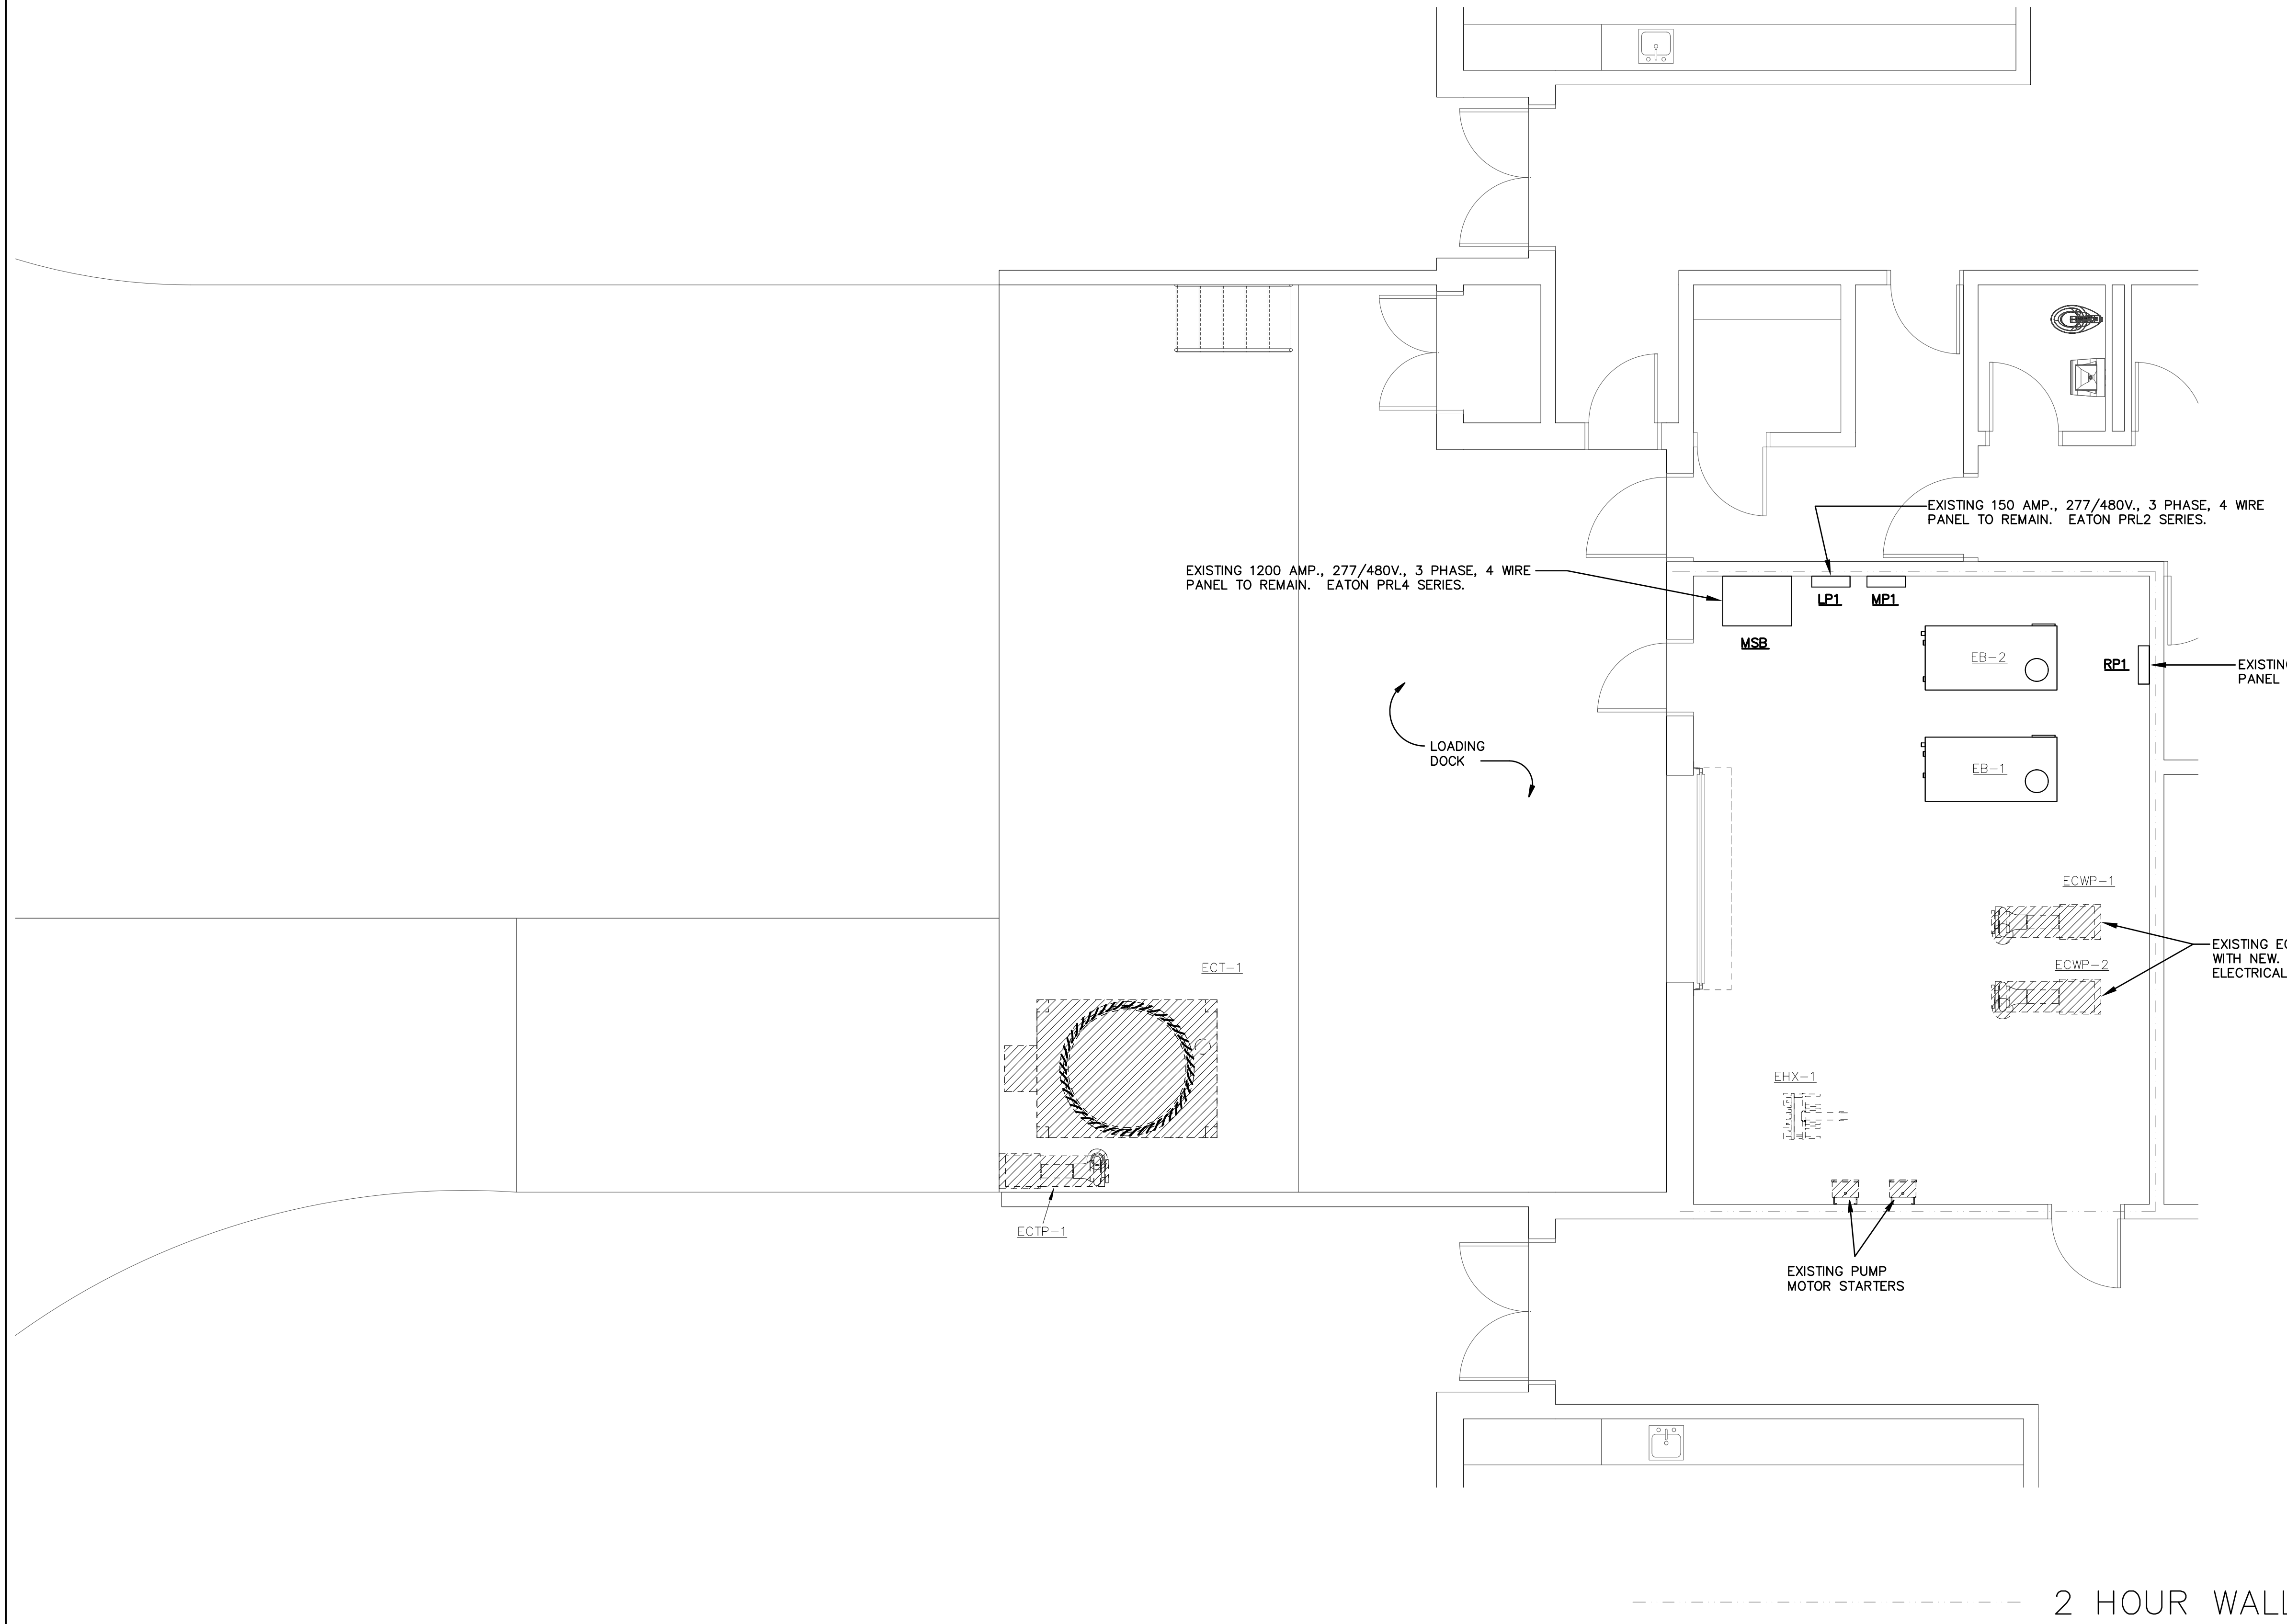 EXISTING 150 AMP., 277/480V., 3 PHASE, 4 WIRE
PANEL TO REMAIN. EATON PRL2 SERIES.
EXISTING 1200 AMP., 277/480V., 3 PHASE, 4 WIRE
PANEL TO REMAIN. EATON PRL4 SERIES.
LP1
MP1
MSB
EB-2
RP1
EXISTING
PANEL
LOADING
DOCK
EB-1
ECWP-1
EXISTING
WITH NEW.
ELECTRICAL
ECWP-2
ECT-1
EHX-1
ECTP-1
EXISTING PUMP
MOTOR STARTERS
2 HOUR WALL